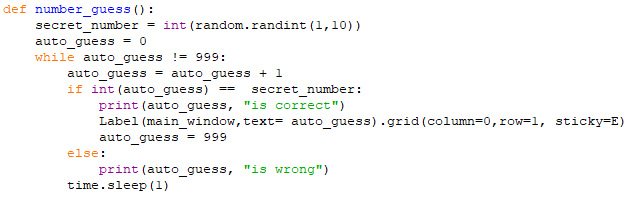 def number_guess():
    secret_number = int(random.randint(1,10))
    auto_guess = 0
    while auto_guess != 999:
        auto_guess = auto_guess + 1
        if int(auto_guess) ==  secret_number:
            print(auto_guess, "is correct")
            Label(main_window,text= auto_guess).grid(column=0,row=1, sticky=E)
            auto_guess = 999
        else:
            print(auto_guess, "is wrong")
        time.sleep(1)